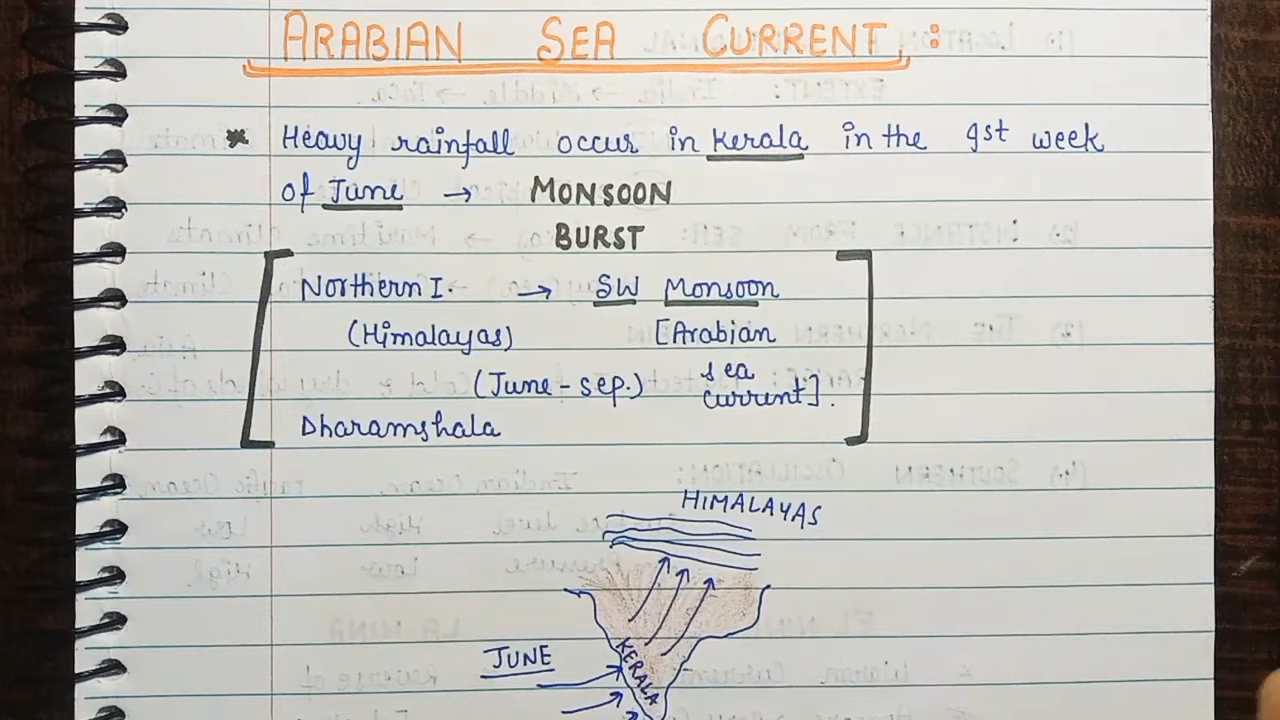 ARABIAN SEA CURRENT :
* Heavy rainfall occur in Kerala in the 1st week
of June → MONSOON
BURST
Northern I. → SW Monsoon
(Himalayas) [Arabian
(June - sep.) sea
current].
Dharamshala
HIMALAYAS
JUNE
KERALA